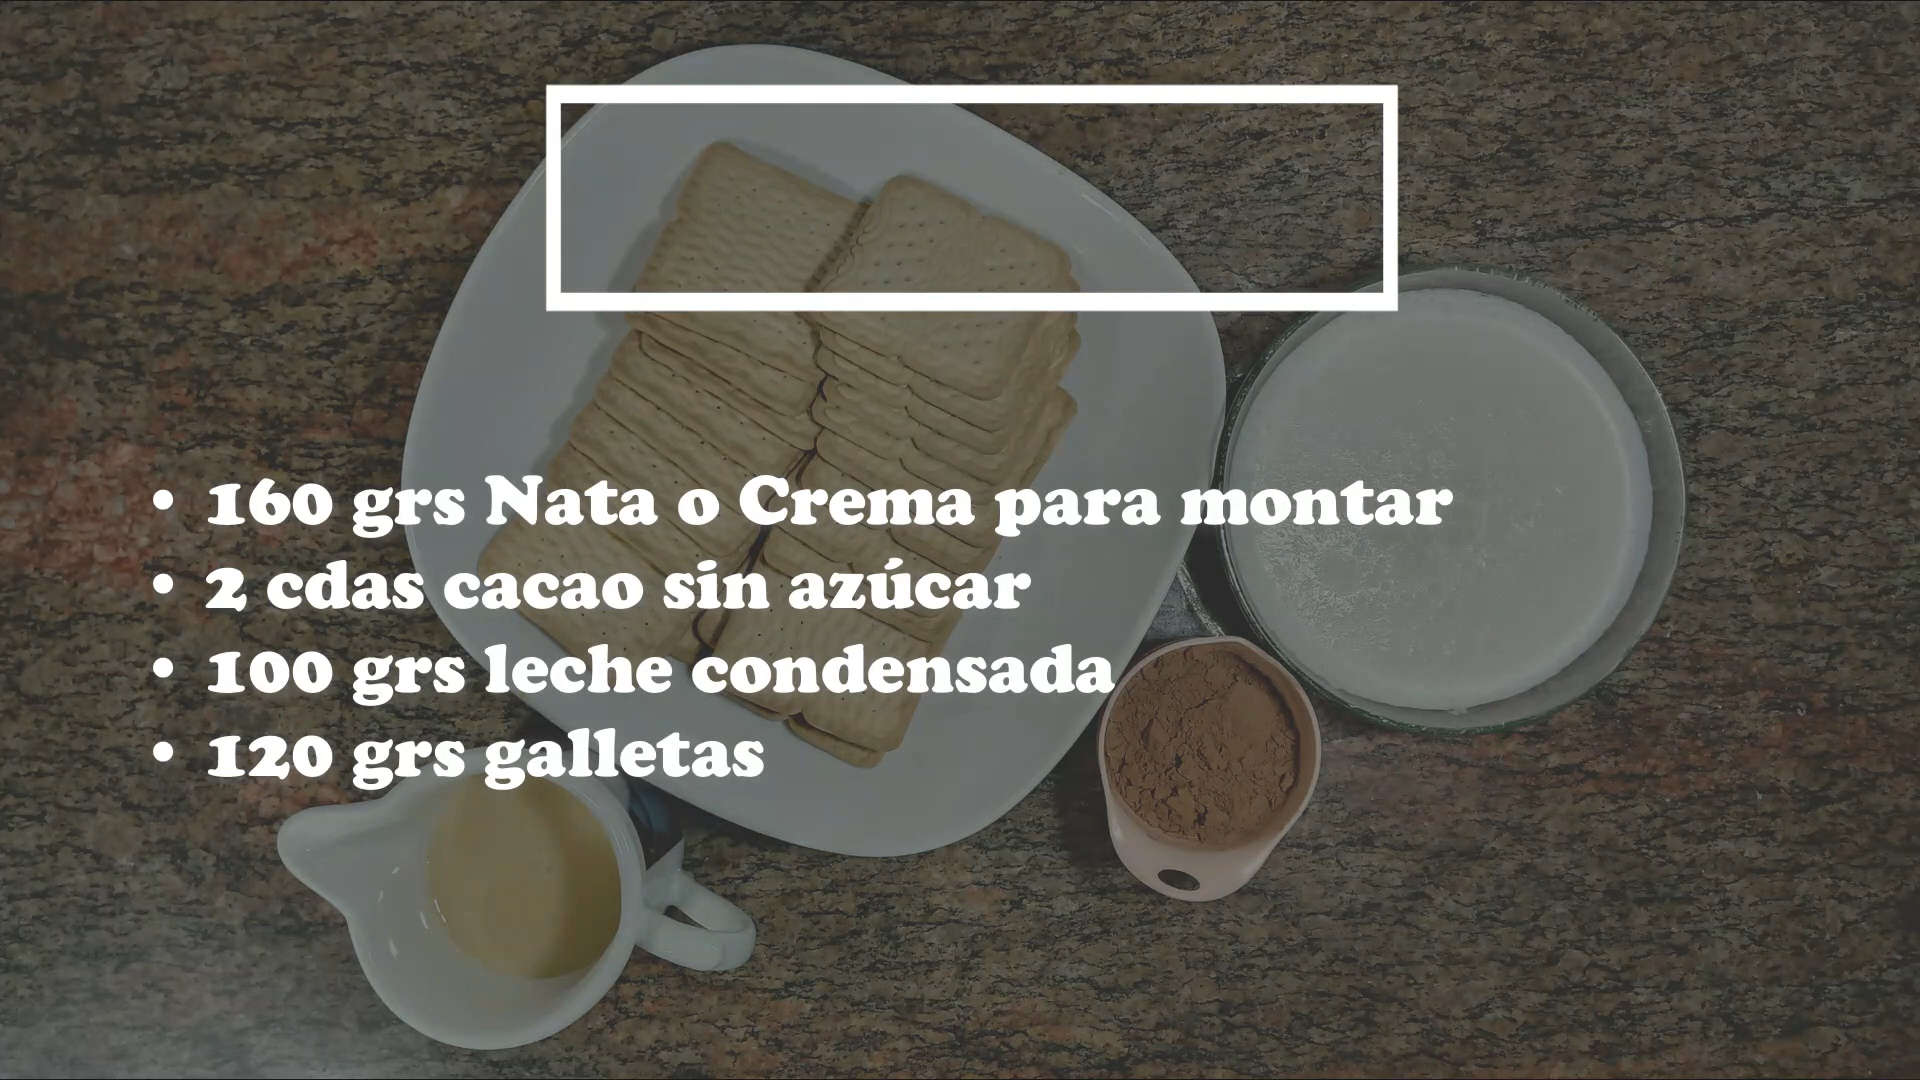 • 160 grs Nata o Crema para montar
• 2 cdas cacao sin azúcar
• 100 grs leche condensada
• 120 grs galletas